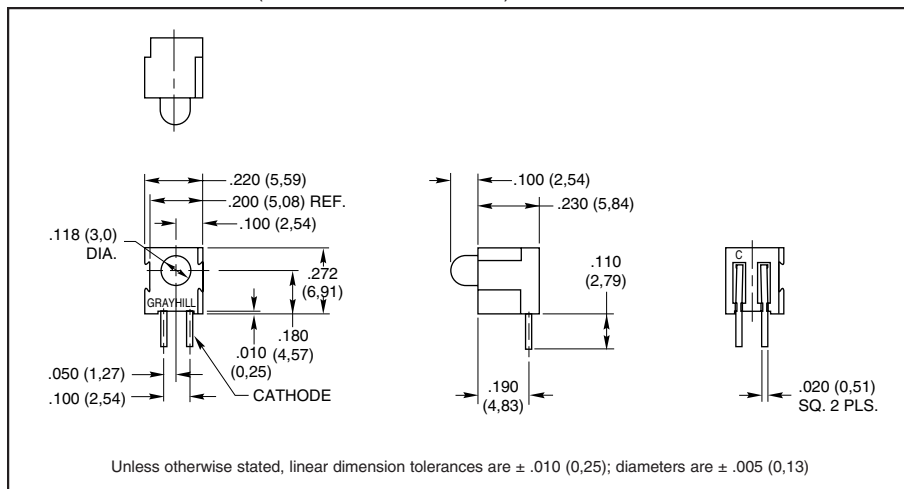 .220 (5,59)
.200 (5,08) REF.
.100 (2,54)
.118 (3,0)
DIA.
.272
(6,91)
GRAYHILL
.180
(4,57)
.010
(0,25)
.050 (1,27)
.100 (2,54)
CATHODE
.100 (2,54)
.230 (5,84)
.110
(2,79)
.190
(4,83)
C
.020 (0,51)
SQ. 2 PLS.
Unless otherwise stated, linear dimension tolerances are ± .010 (0,25); diameters are ± .005 (0,13)